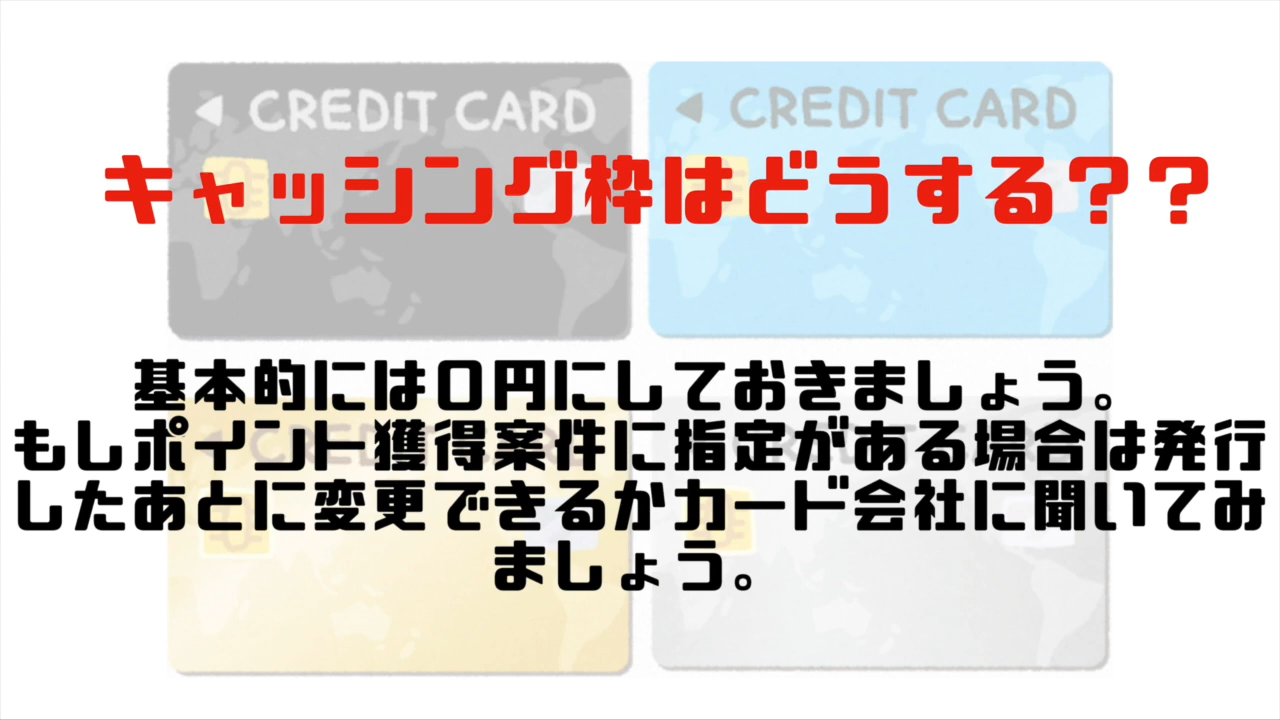 CREDIT CARD
CREDIT CARD
キャッシング枠はどうする？？
基本的には０円にしておきましょう。
もしポイント獲得案件に指定がある場合は発行
したあとに変更できるかカード会社に聞いてみ
ましょう。